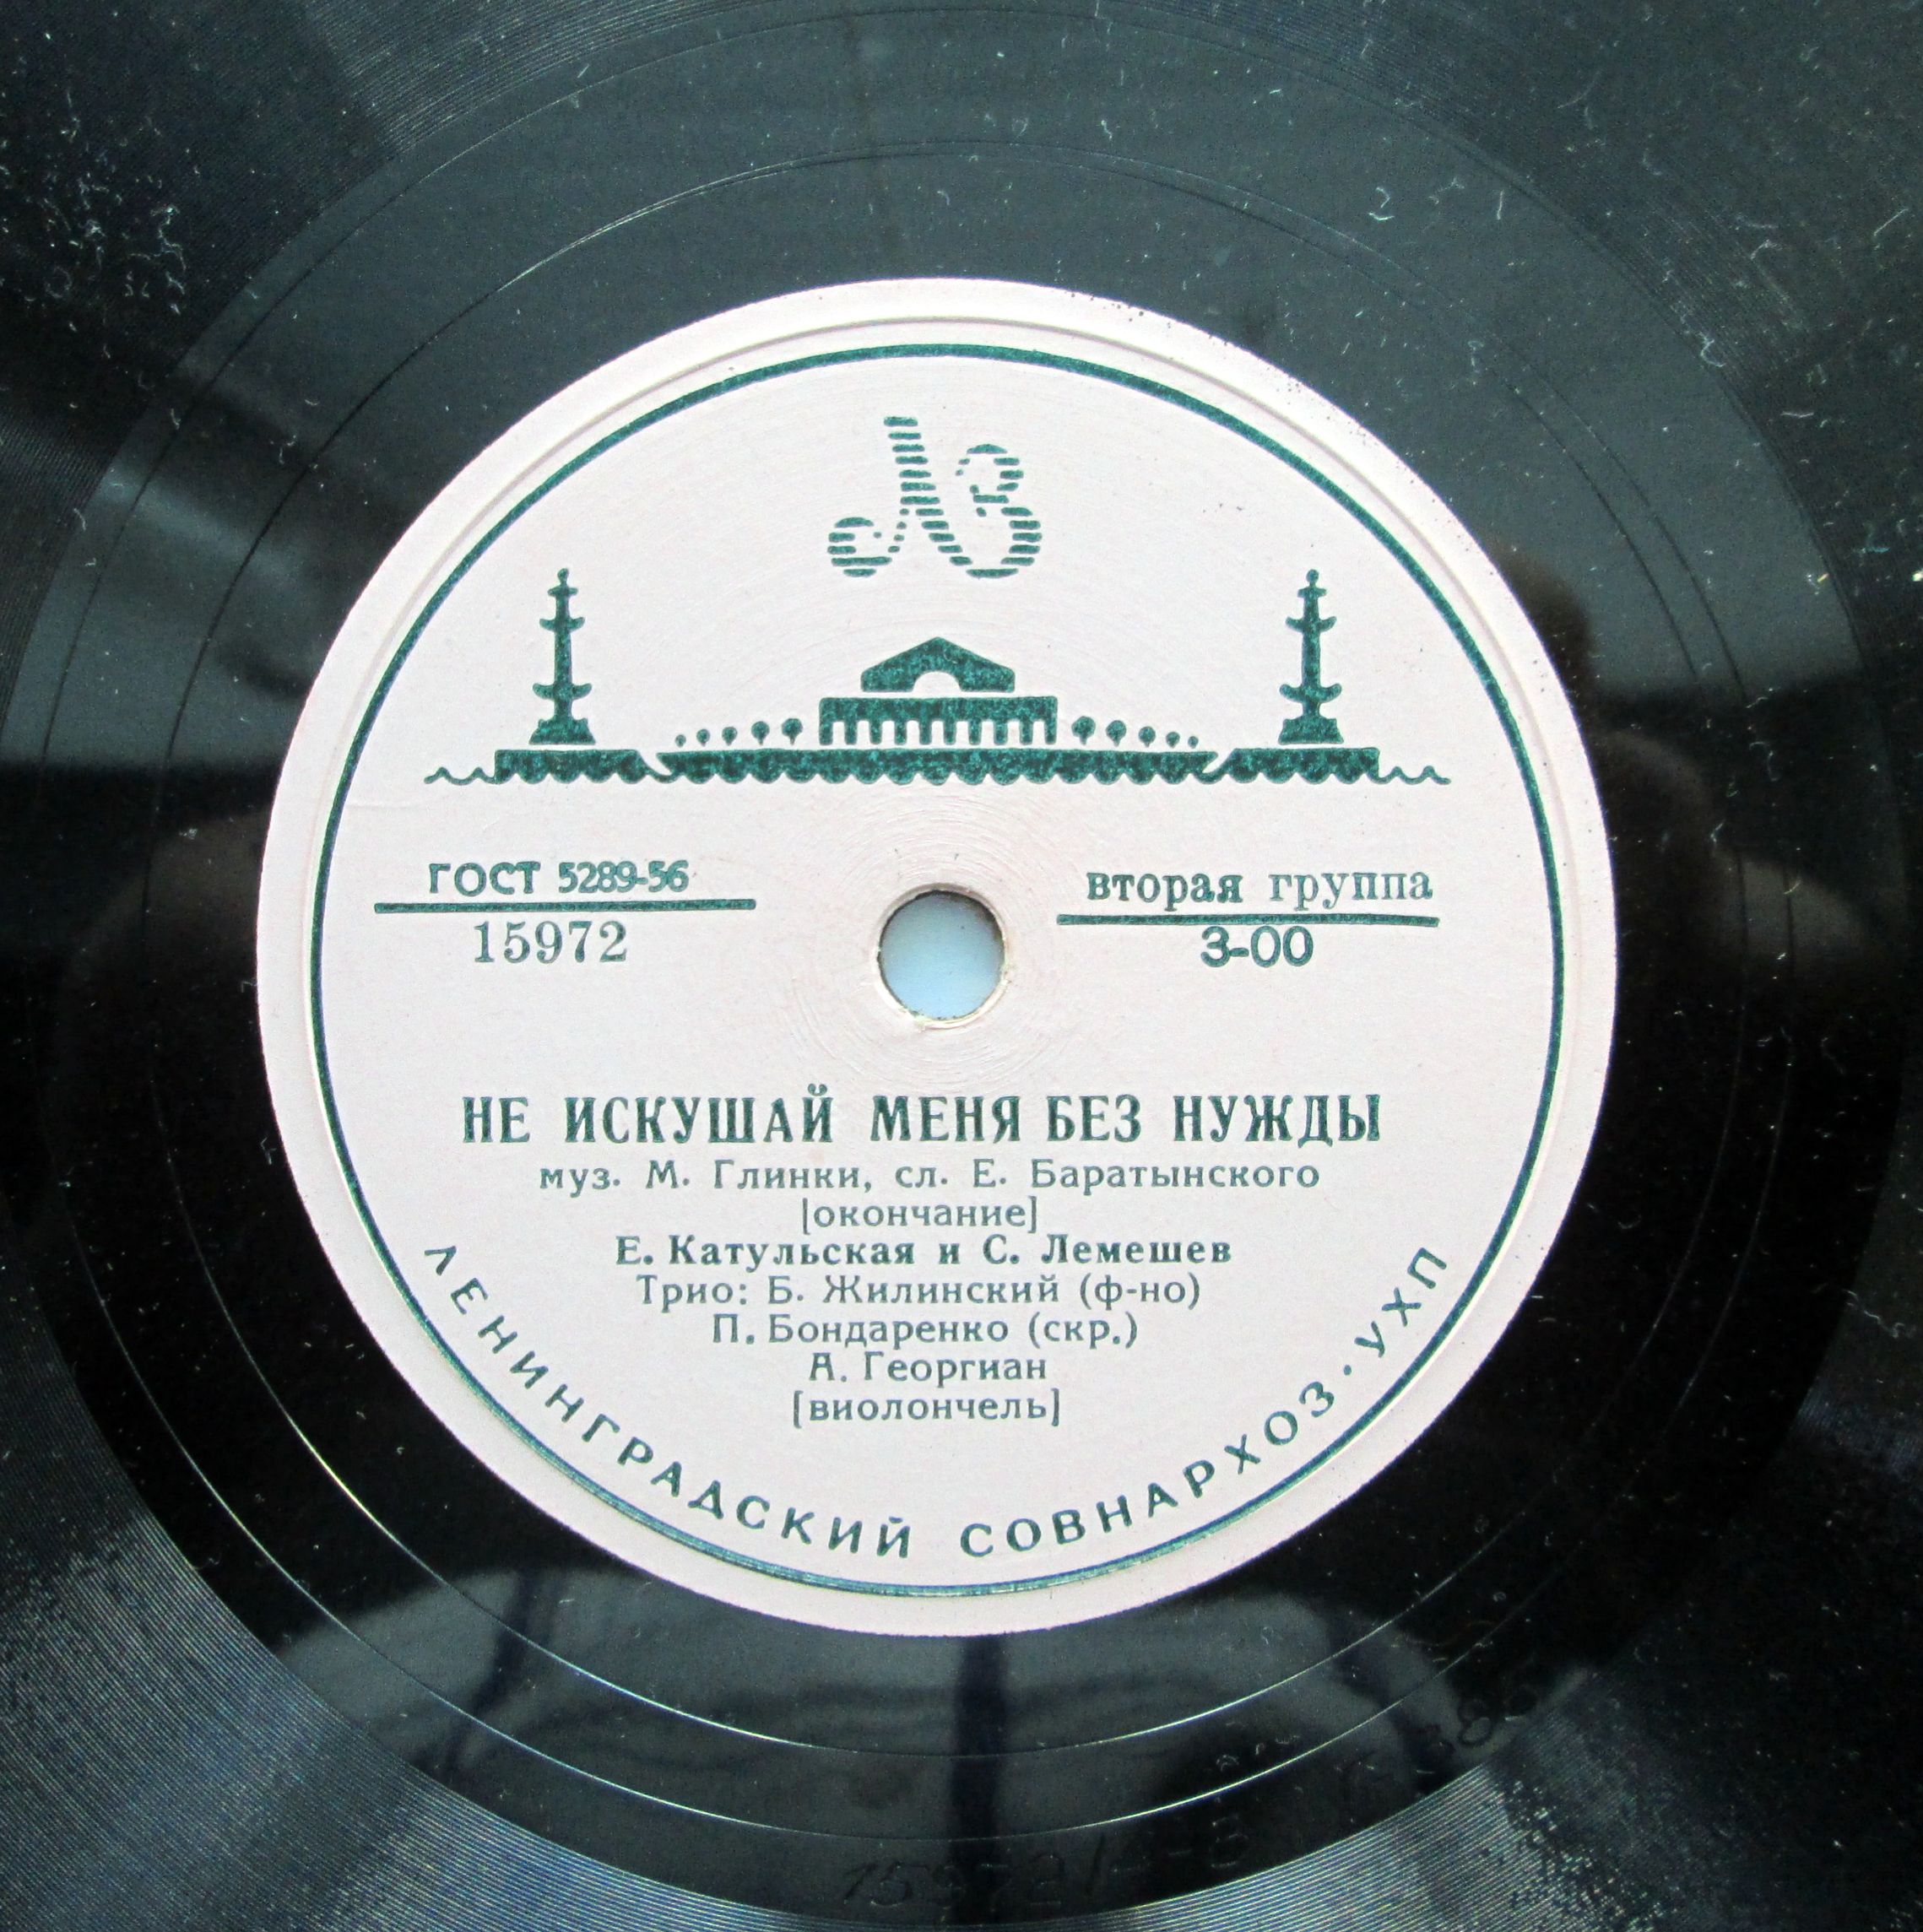 ЛЗ
ГОСТ 5289-56
15972
вторая группа
3-00
НЕ ИСКУШАЙ МЕНЯ БЕЗ НУЖДЫ
муз. М. Глинки, сл. Е. Баратынского
[окончание]
Е. Катульская и С. Лемешев
Трио: Б. Жилинский (ф-но)
П. Бондаренко (скр.)
А. Георгиан
[виолончель]
ЛЕНИНГРАДСКИЙ СОВНАРХОЗ·УХП